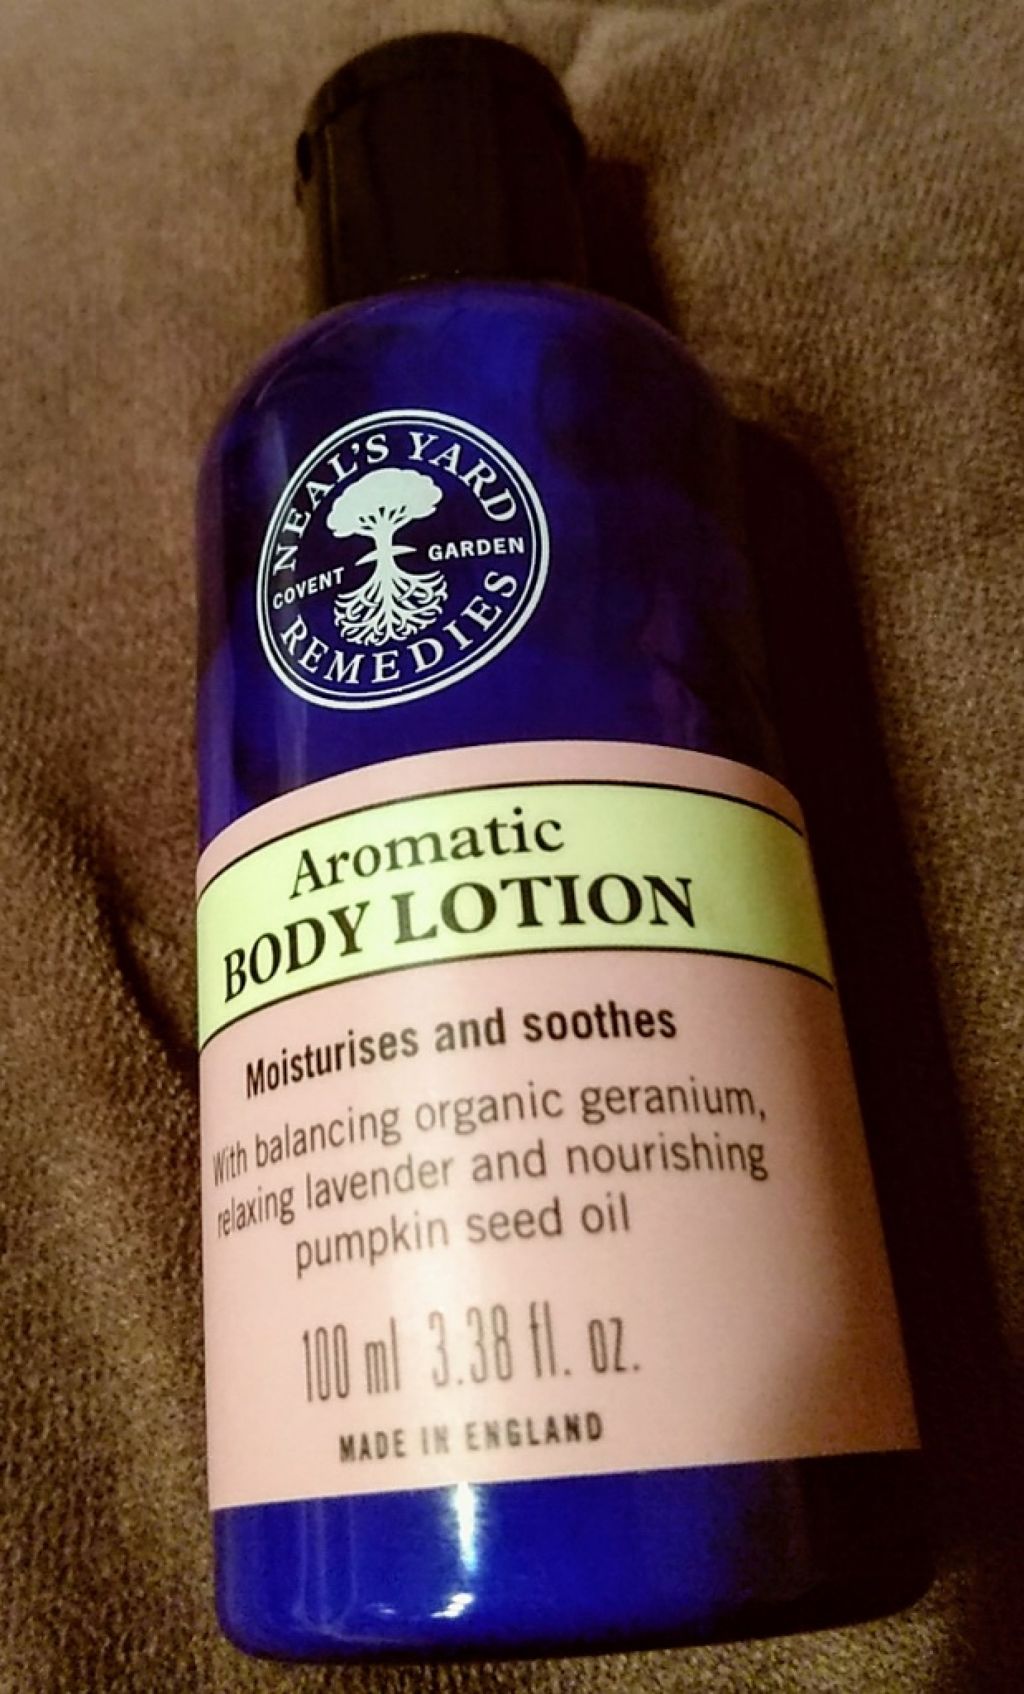 NEAL'S YARD
COVENT GARDEN
REMEDIES
Aromatic
BODY LOTION
Moisturises and soothes
With balancing organic geranium,
relaxing lavender and nourishing
pumpkin seed oil
100 ml 3.38 fl. oz.
MADE IN ENGLAND